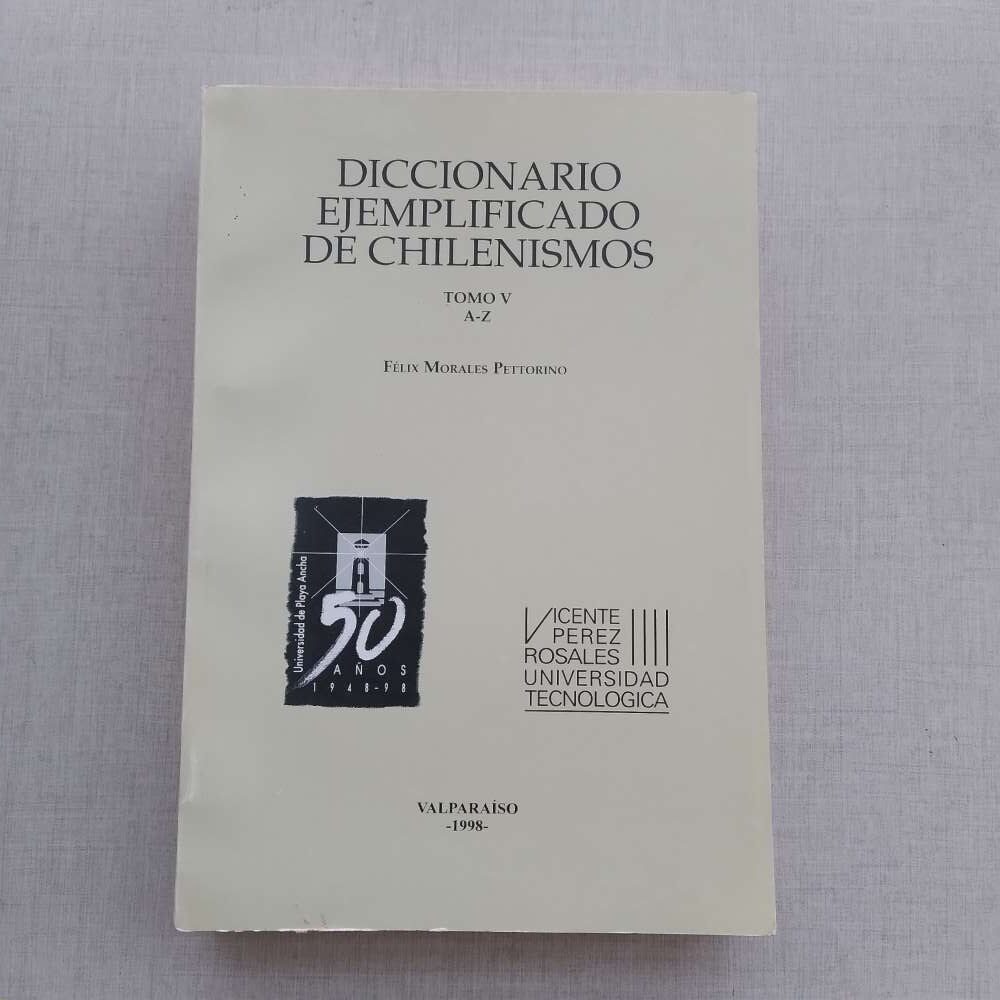 DICCIONARIO
EJEMPLIFICADO
DE CHILENISMOS
TOMO V
A-Z
FÉLIX MORALES PETTORINO
Universidad de Playa Ancha
50
AÑOS
1948-98
VICENTE
PEREZ
ROSALES
UNIVERSIDAD
TECNOLOGICA
VALPARAÍSO
-1998-